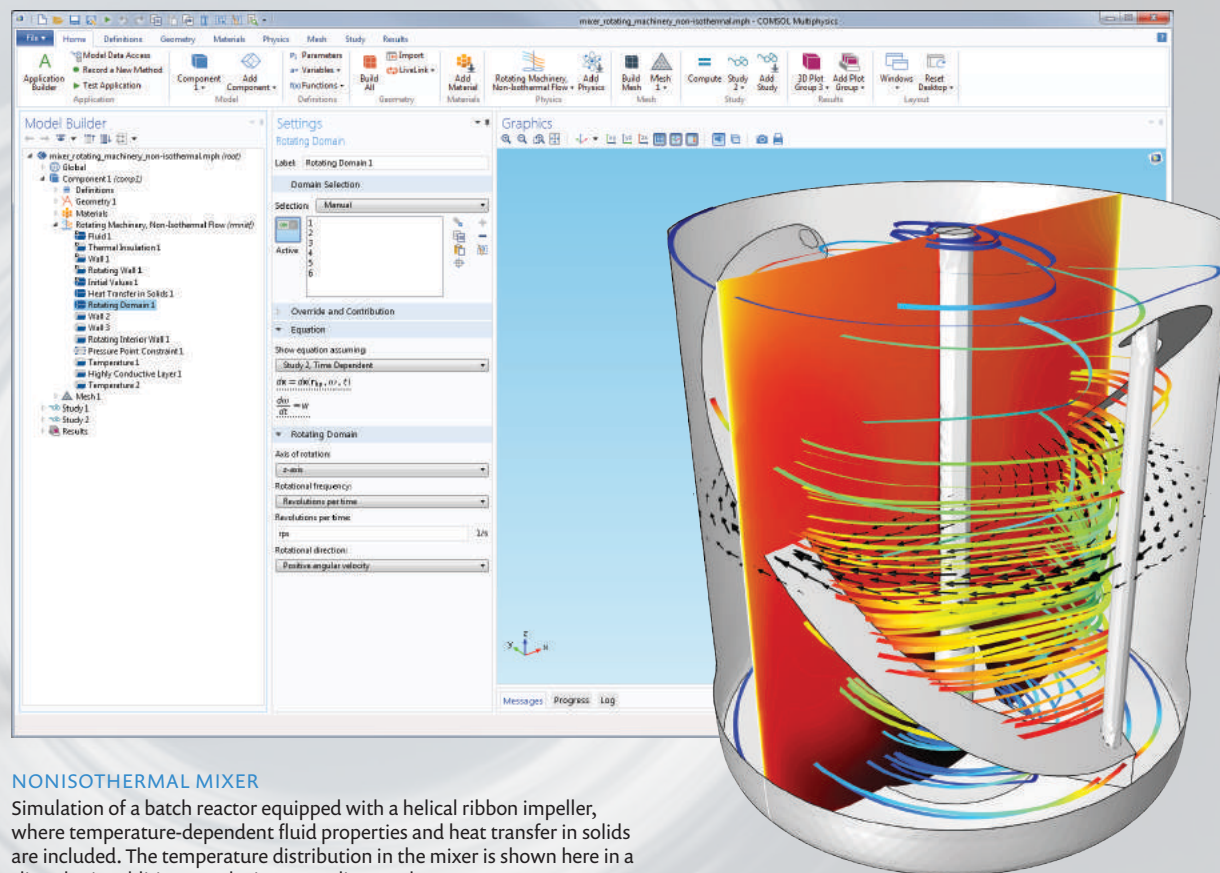 mixer_rotating_machinery_non-isothermal.mph - COMSOL Multiphysics
File Home Definitions Geometry Materials Physics Mesh Study Results
Application Builder
Model Data Access
Record a New Method
Test Application
Application
Component 1
Add Component
Model
Pi Parameters
a= Variables
f(x) Functions
Definitions
Build All
Import
LiveLink
Geometry
Add Material
Materials
Rotating Machinery, Non-Isothermal Flow
Add Physics
Physics
Build Mesh
Mesh 1
Mesh
Compute
Study 2
Add Study
Study
3D Plot Group 3
Add Plot Group
Results
Windows
Reset Desktop
Layout
Model Builder
mixer_rotating_machinery_non-isothermal.mph (root)
Global
Component 1 (comp1)
Definitions
Geometry 1
Materials
Rotating Machinery, Non-Isothermal Flow (rmnitf)
Fluid 1
Thermal Insulation 1
Wall 1
Rotating Wall 1
Initial Values 1
Heat Transfer in Solids 1
Rotating Domain 1
Wall 2
Wall 3
Rotating Interior Wall 1
Pressure Point Constraint 1
Temperature 1
Highly Conductive Layer 1
Temperature 2
Mesh 1
Study 1
Study 2
Results
Settings
Rotating Domain
Label: Rotating Domain 1
Domain Selection
Selection: Manual
Active
1
2
3
4
5
6
Override and Contribution
Equation
Show equation assuming:
Study 2, Time Dependent
dω/dt = w
Rotating Domain
Axis of rotation:
z-axis
Rotational frequency:
Revolutions per time
Revolutions per time:
rps 1/s
Rotational direction:
Positive angular velocity
Graphics
z
y x
Messages Progress Log
NONISOTHERMAL MIXER
Simulation of a batch reactor equipped with a helical ribbon impeller,
where temperature-dependent fluid properties and heat transfer in solids
are included. The temperature distribution in the mixer is shown here in a